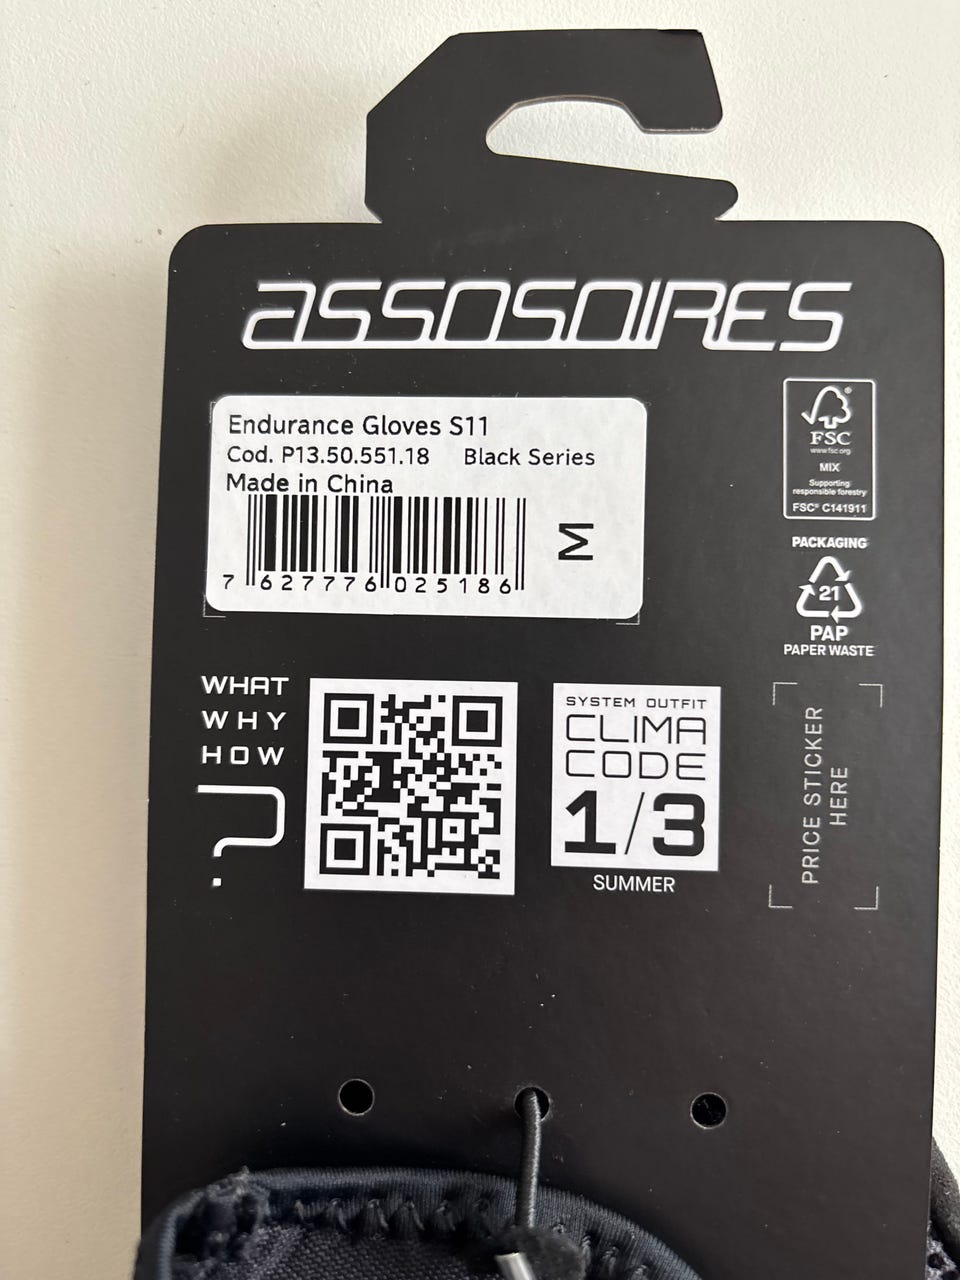 ASSOSOIRES
Endurance Gloves S11
Cod. P13.50.551.18 Black Series
Made in China
7 627776 025186
M
FSC
www.fsc.org
MIX
Supporting
responsible forestry
FSC® C141911
PACKAGING
21
PAP
PAPER WASTE
WHAT
WHY
HOW
?
SYSTEM OUTFIT
CLIMA
CODE
1/3
SUMMER
PRICE STICKER
HERE